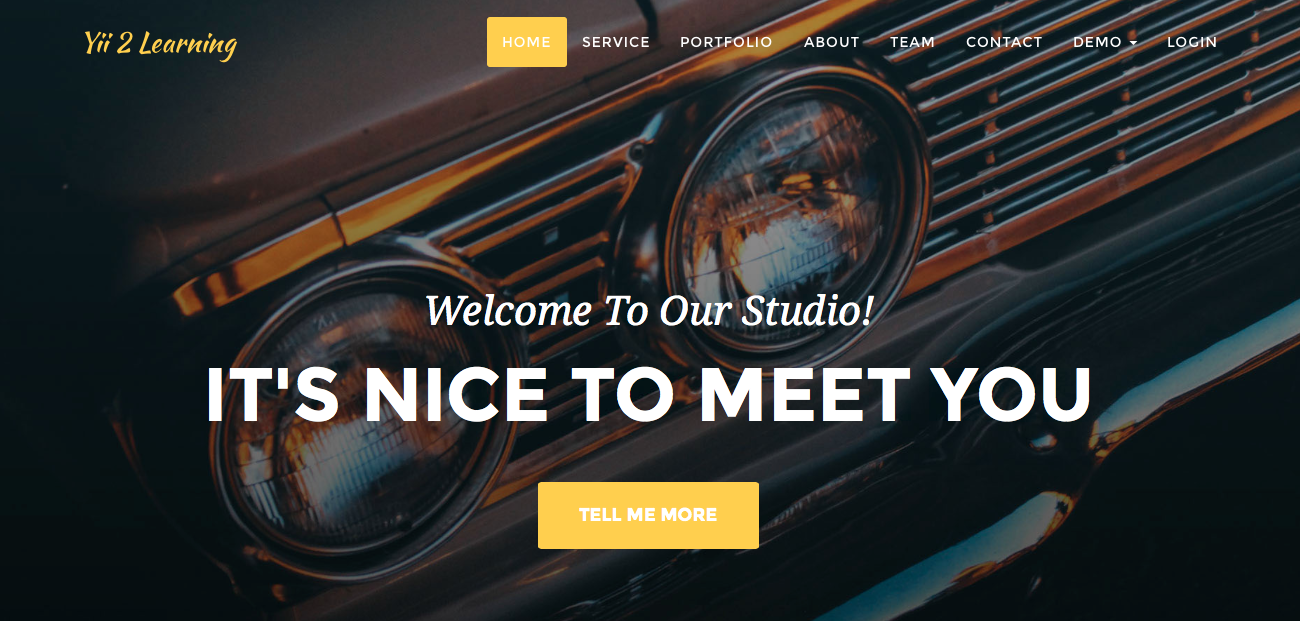 Yii 2 Learning
HOME SERVICE PORTFOLIO ABOUT TEAM CONTACT DEMO LOGIN
Welcome To Our Studio!
IT'S NICE TO MEET YOU
TELL ME MORE